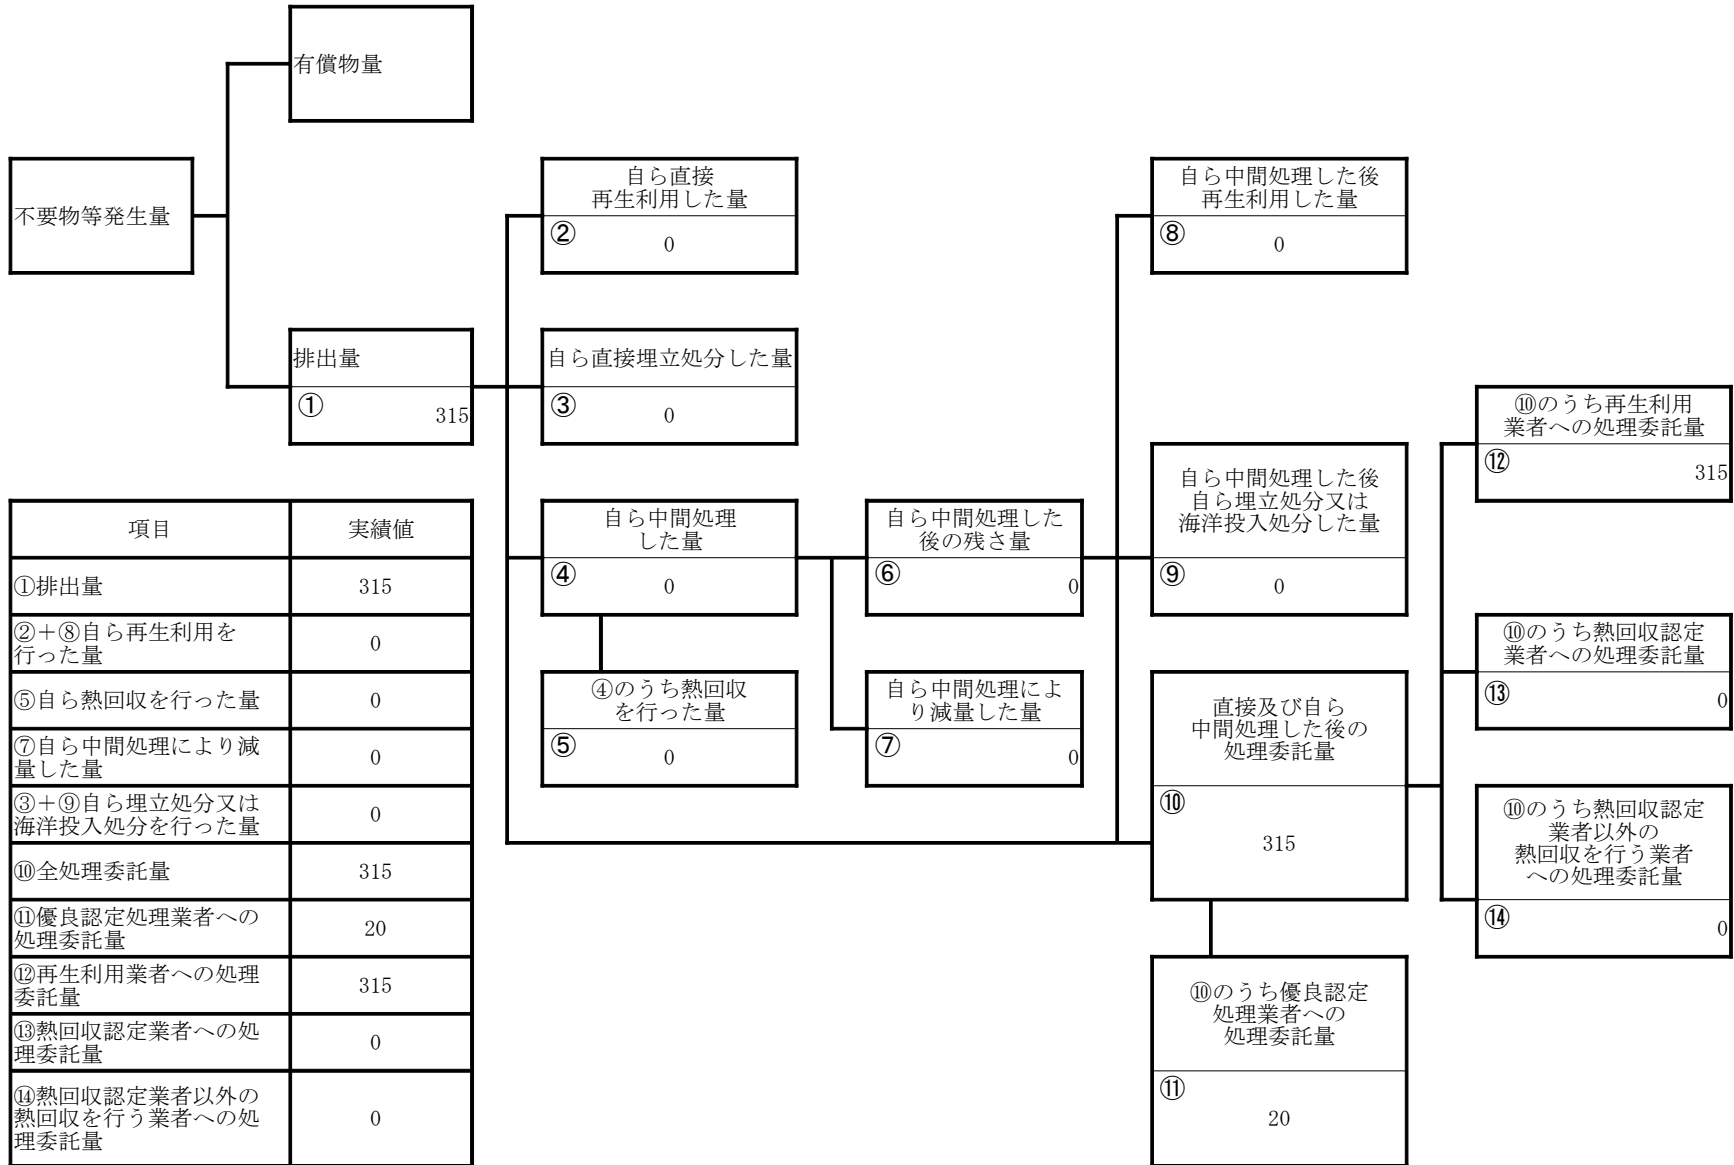 有償物量
不要物等発生量
自ら直接
再生利用した量
②
0
自ら中間処理した後
再生利用した量
⑧
0
排出量
①
315
自ら直接埋立処分した量
③
0
⑩のうち再生利用
業者への処理委託量
⑫
315
自ら中間処理
した量
④
0
自ら中間処理した
後の残さ量
⑥
0
自ら中間処理した後
自ら埋立処分又は
海洋投入処分した量
⑨
0
⑩のうち熱回収認定
業者への処理委託量
⑬
0
④のうち熱回収
を行った量
⑤
0
自ら中間処理によ
り減量した量
⑦
0
直接及び自ら
中間処理した後の
処理委託量
⑩
315
⑩のうち熱回収認定
業者以外の
熱回収を行う業者
への処理委託量
⑭
0
⑩のうち優良認定
処理業者への
処理委託量
⑪
20
項目 実績値
①排出量 315
②＋⑧自ら再生利用を
行った量 0
⑤自ら熱回収を行った量 0
⑦自ら中間処理により減
量した量 0
③＋⑨自ら埋立処分又は
海洋投入処分を行った量 0
⑩全処理委託量 315
⑪優良認定処理業者への
処理委託量 20
⑫再生利用業者への処理
委託量 315
⑬熱回収認定業者への処
理委託量 0
⑭熱回収認定業者以外の
熱回収を行う業者への処
理委託量 0